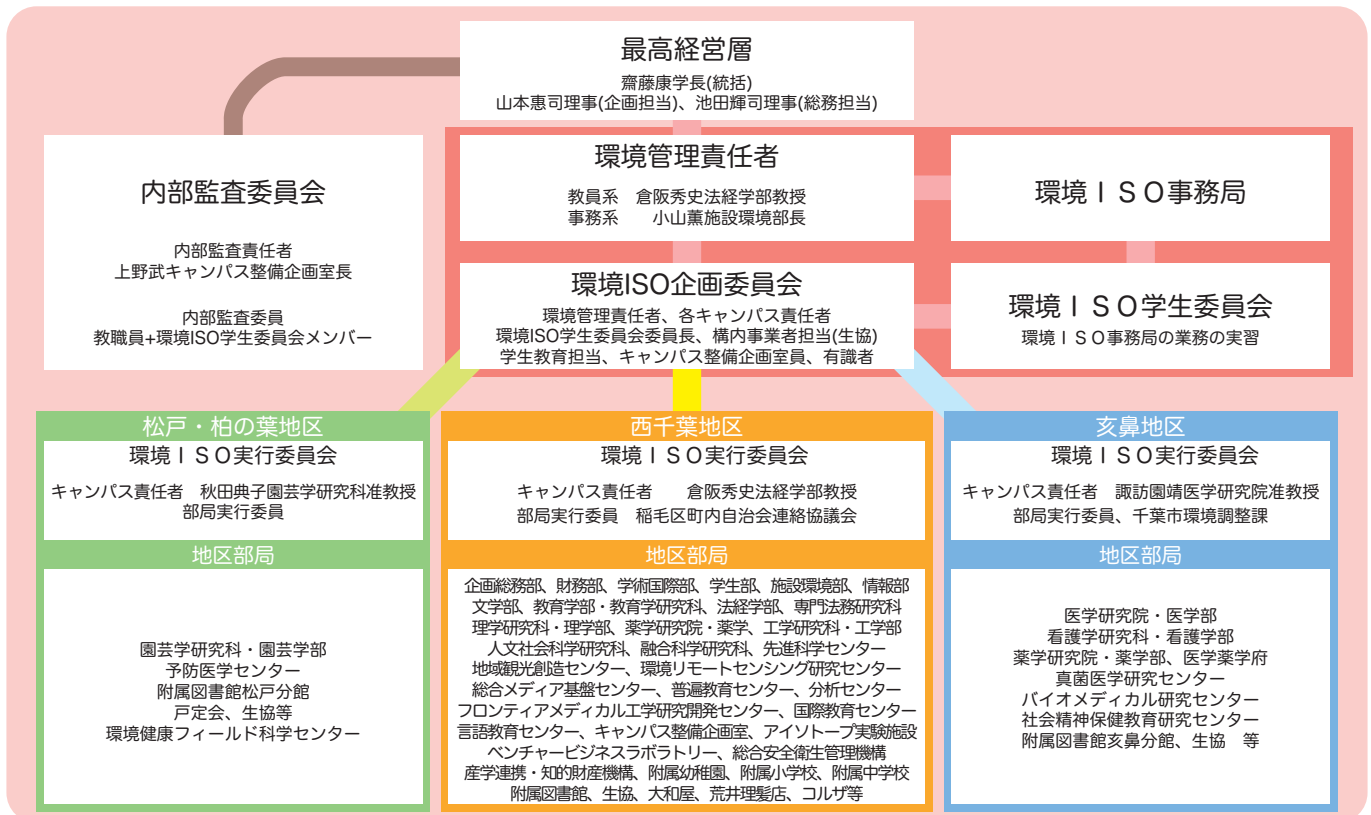 最高経営層
齋藤康学長(統括)
山本恵司理事(企画担当)、池田輝司理事(総務担当)
内部監査委員会
内部監査責任者
上野武キャンパス整備企画室長
内部監査委員
教職員+環境ISO学生委員会メンバー
環境管理責任者
教員系　倉阪秀史法経学部教授
事務系　　小山薫施設環境部長
環境ＩＳＯ事務局
環境ISO企画委員会
環境管理責任者、各キャンパス責任者
環境ISO学生委員会委員長、構内事業者担当(生協)
学生教育担当、キャンパス整備企画室員、有識者
環境ＩＳＯ学生委員会
環境ＩＳＯ事務局の業務の実習
松戸・柏の葉地区
環境ＩＳＯ実行委員会
キャンパス責任者　秋田典子園芸学研究科准教授
部局実行委員
地区部局
園芸学研究科・園芸学部
予防医学センター
附属図書館松戸分館
戸定会、生協等
環境健康フィールド科学センター
西千葉地区
環境ＩＳＯ実行委員会
キャンパス責任者　　倉阪秀史法経学部教授
部局実行委員　稲毛区町内自治会連絡協議会
地区部局
企画総務部、財務部、学術国際部、学生部、施設環境部、情報部
文学部、教育学部・教育学研究科、法経学部、専門法務研究科
理学研究科・理学部、薬学研究院・薬学、工学研究科・工学部
人文社会科学研究科、融合科学研究科、先進科学センター
地域観光創造センター、環境リモートセンシング研究センター
総合メディア基盤センター、普遍教育センター、分析センター
フロンティアメディカル工学研究開発センター、国際教育センター
言語教育センター、キャンパス整備企画室、アイソトープ実験施設
ベンチャービジネスラボラトリー、総合安全衛生管理機構
産学連携・知的財産機構、附属幼稚園、附属小学校、附属中学校
附属図書館、生協、大和屋、荒井理髪店、コルザ等
亥鼻地区
環境ＩＳＯ実行委員会
キャンパス責任者　諏訪園靖医学研究院准教授
部局実行委員、千葉市環境調整課
地区部局
医学研究院・医学部
看護学研究科・看護学部
薬学研究院・薬学部、医学薬学府
真菌医学研究センター
バイオメディカル研究センター
社会精神保健教育研究センター
附属図書館亥鼻分館、生協　等